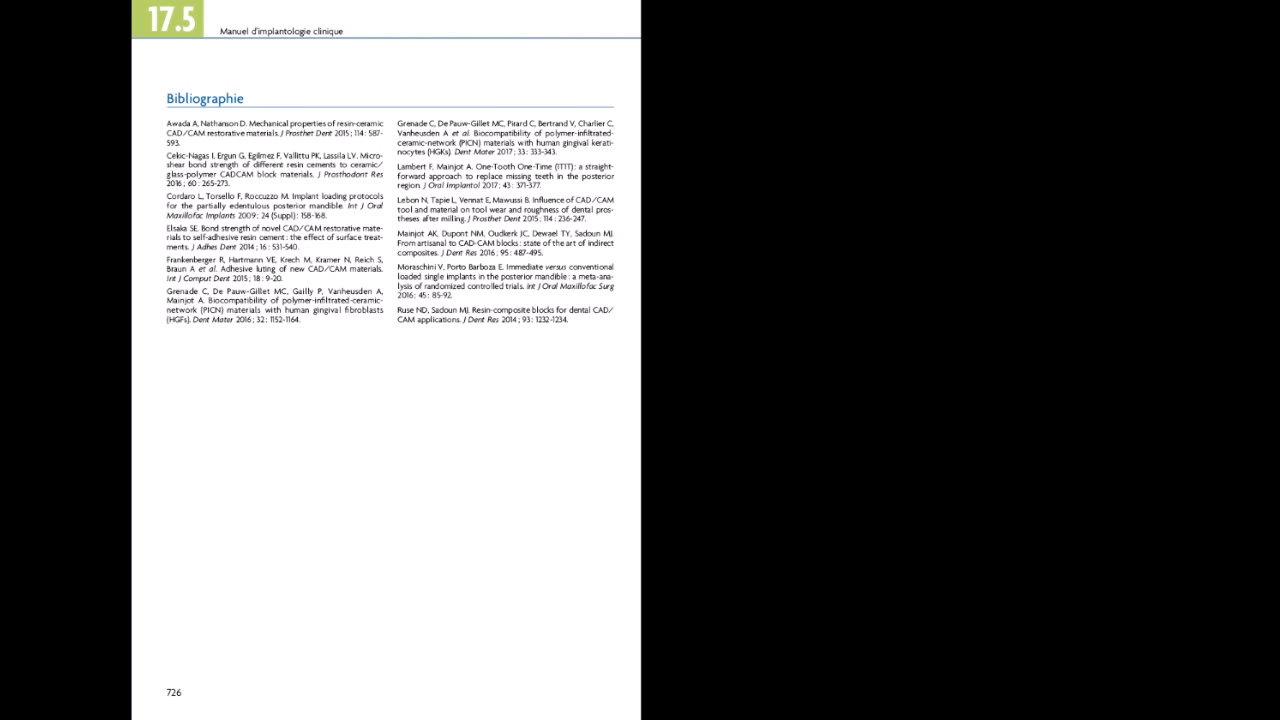 17.5
Manuel d'implantologie clinique
Bibliographie
Awada A, Nathanson D. Mechanical properties of resin-ceramic
CAD/CAM restorative materials. J Prosthet Dent 2015 ; 114 : 587-
593.
Cekic-Nagas I, Ergun G, Egilmez F, Vallittu PK, Lassila LV. Micro-
shear bond strength of different resin cements to ceramic/
glass-polymer CADCAM block materials. J Prosthodont Res
2016 ; 60 : 265-273.
Cordaro L, Torsello F, Roccuzzo M. Implant loading protocols
for the partially edentulous posterior mandible. Int J Oral
Maxillofac Implants 2009 ; 24 (Suppl) : 158-168.
Elsaka SE. Bond strength of novel CAD/CAM restorative mate-
rials to self-adhesive resin cement : the effect of surface treat-
ments. J Adhes Dent 2014 ; 16 : 531-540.
Frankenberger R, Hartmann VE, Krech M, Kramer N, Reich S,
Braun A et al. Adhesive luting of new CAD/CAM materials.
Int J Comput Dent 2015 ; 18 : 9-20.
Grenade C, De Pauw-Gillet MC, Gailly P, Vanheusden A,
Mainjot A. Biocompatibility of polymer-infiltrated-ceramic-
network (PICN) materials with human gingival fibroblasts
(HGFs). Dent Mater 2016 ; 32 : 1152-1164.
Grenade C, De Pauw-Gillet MC, Pirard C, Bertrand V, Charlier C,
Vanheusden A et al. Biocompatibility of polymer-infiltrated-
ceramic-network (PICN) materials with human gingival kerati-
nocytes (HGKs). Dent Mater 2017 ; 33 : 333-343.
Lambert F, Mainjot A. One-Tooth One-Time (1T1T) : a straight-
forward approach to replace missing teeth in the posterior
region. J Oral Implantol 2017 ; 43 : 371-377.
Lebon N, Tapie L, Vennat E, Mawussi B. Influence of CAD/CAM
tool and material on tool wear and roughness of dental pros-
theses after milling. J Prosthet Dent 2015 ; 114 : 236-247.
Mainjot AK, Dupont NM, Oudkerk JC, Dewael TY, Sadoun MJ.
From artisanal to CAD-CAM blocks : state of the art of indirect
composites. J Dent Res 2016 ; 95 : 487-495.
Moraschini V, Porto Barboza E. Immediate versus conventional
loaded single implants in the posterior mandible : a meta-ana-
lysis of randomized controlled trials. Int J Oral Maxillofac Surg
2016 ; 45 : 85-92.
Ruse ND, Sadoun MJ. Resin-composite blocks for dental CAD/
CAM applications. J Dent Res 2014 ; 93 : 1232-1234.
726